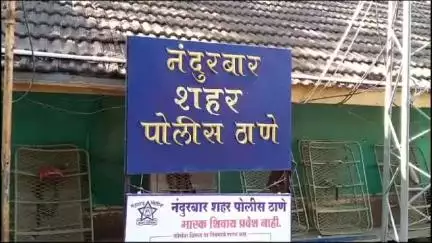 नंदुरबार
शहर
पोलीस ठाणे
नंदुरबार शहर पोलीस ठाणे
मास्क शिवाय प्रवेश नाही.